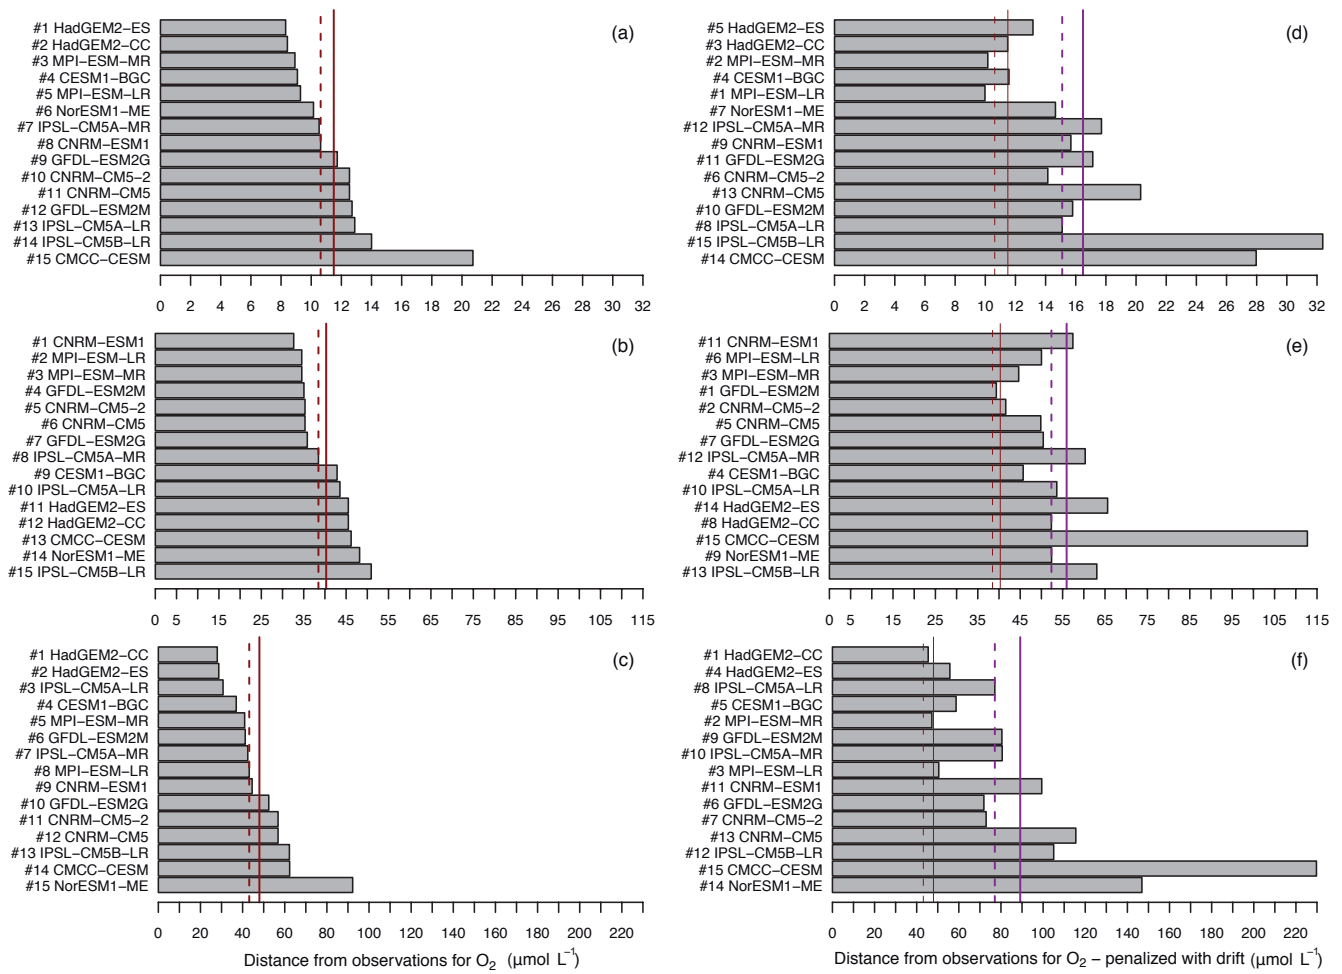 (a)
#1 HadGEM2−ES
#2 HadGEM2−CC
#3 MPI−ESM−MR
#4 CESM1−BGC
#5 MPI−ESM−LR
#6 NorESM1−ME
#7 IPSL−CM5A−MR
#8 CNRM−ESM1
#9 GFDL−ESM2G
#10 CNRM−CM5−2
#11 CNRM−CM5
#12 GFDL−ESM2M
#13 IPSL−CM5A−LR
#14 IPSL−CM5B−LR
#15 CMCC−CESM
0 2 4 6 8 10 12 14 16 18 20 22 24 26 28 30 32
(d)
#5 HadGEM2−ES
#3 HadGEM2−CC
#2 MPI−ESM−MR
#4 CESM1−BGC
#1 MPI−ESM−LR
#7 NorESM1−ME
#12 IPSL−CM5A−MR
#9 CNRM−ESM1
#11 GFDL−ESM2G
#6 CNRM−CM5−2
#13 CNRM−CM5
#10 GFDL−ESM2M
#8 IPSL−CM5A−LR
#15 IPSL−CM5B−LR
#14 CMCC−CESM
0 2 4 6 8 10 12 14 16 18 20 22 24 26 28 30 32
(b)
#1 CNRM−ESM1
#2 MPI−ESM−LR
#3 MPI−ESM−MR
#4 GFDL−ESM2M
#5 CNRM−CM5−2
#6 CNRM−CM5
#7 GFDL−ESM2G
#8 IPSL−CM5A−MR
#9 CESM1−BGC
#10 IPSL−CM5A−LR
#11 HadGEM2−ES
#12 HadGEM2−CC
#13 CMCC−CESM
#14 NorESM1−ME
#15 IPSL−CM5B−LR
0 5 15 25 35 45 55 65 75 85 95 105 115
(e)
#11 CNRM−ESM1
#6 MPI−ESM−LR
#3 MPI−ESM−MR
#1 GFDL−ESM2M
#2 CNRM−CM5−2
#5 CNRM−CM5
#7 GFDL−ESM2G
#12 IPSL−CM5A−MR
#4 CESM1−BGC
#10 IPSL−CM5A−LR
#14 HadGEM2−ES
#8 HadGEM2−CC
#15 CMCC−CESM
#9 NorESM1−ME
#13 IPSL−CM5B−LR
0 5 15 25 35 45 55 65 75 85 95 105 115
(c)
#1 HadGEM2−CC
#2 HadGEM2−ES
#3 IPSL−CM5A−LR
#4 CESM1−BGC
#5 MPI−ESM−MR
#6 GFDL−ESM2M
#7 IPSL−CM5A−MR
#8 MPI−ESM−LR
#9 CNRM−ESM1
#10 GFDL−ESM2G
#11 CNRM−CM5−2
#12 CNRM−CM5
#13 IPSL−CM5B−LR
#14 CMCC−CESM
#15 NorESM1−ME
0 20 40 60 80 100 120 140 160 180 200 220
Distance from observations for O₂ (µmol L⁻¹)
(f)
#1 HadGEM2−CC
#4 HadGEM2−ES
#8 IPSL−CM5A−LR
#5 CESM1−BGC
#2 MPI−ESM−MR
#9 GFDL−ESM2M
#10 IPSL−CM5A−MR
#3 MPI−ESM−LR
#11 CNRM−ESM1
#6 GFDL−ESM2G
#7 CNRM−CM5−2
#13 CNRM−CM5
#12 IPSL−CM5B−LR
#15 CMCC−CESM
#14 NorESM1−ME
0 20 40 60 80 100 120 140 160 180 200 220
Distance from observations for O₂ − penalized with drift (µmol L⁻¹)